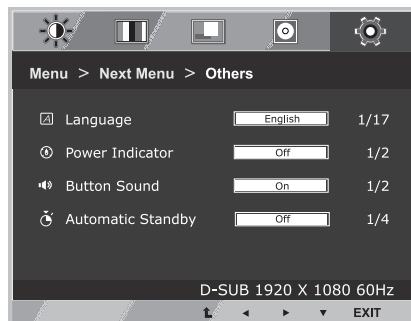 Menu > Next Menu > Others
Language English 1/17
Power Indicator Off 1/2
Button Sound On 1/2
Automatic Standby Off 1/4
D-SUB 1920 X 1080 60Hz
EXIT